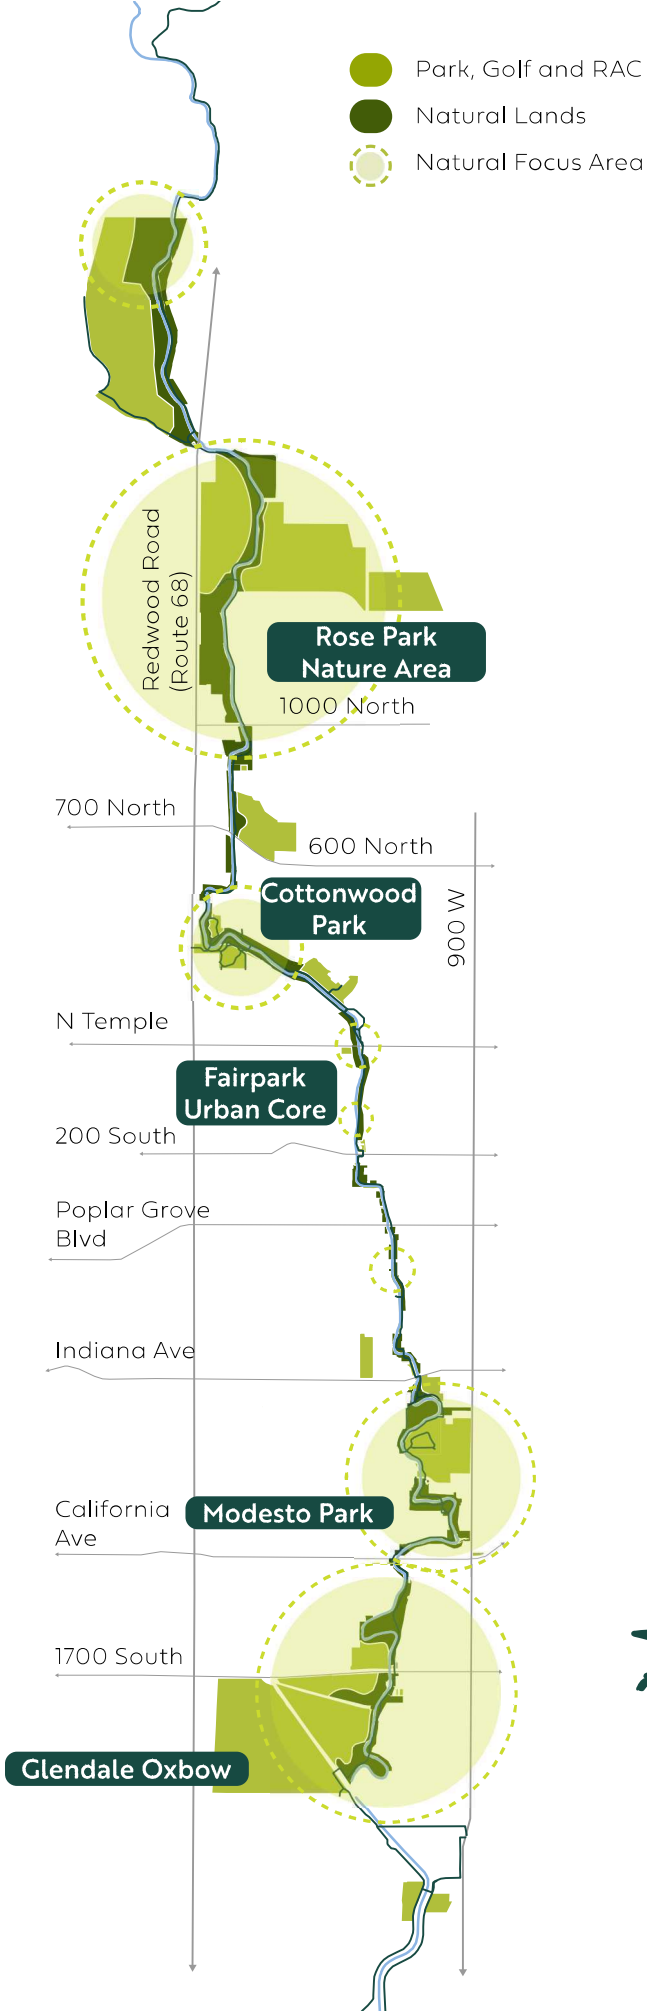 Park, Golf and RAC
Natural Lands
Natural Focus Area
Redwood Road
(Route 68)
Rose Park
Nature Area
1000 North
700 North
600 North
Cottonwood
Park
900 W
N Temple
Fairpark
Urban Core
200 South
Poplar Grove
Blvd
Indiana Ave
California
Ave
Modesto Park
1700 South
Glendale Oxbow